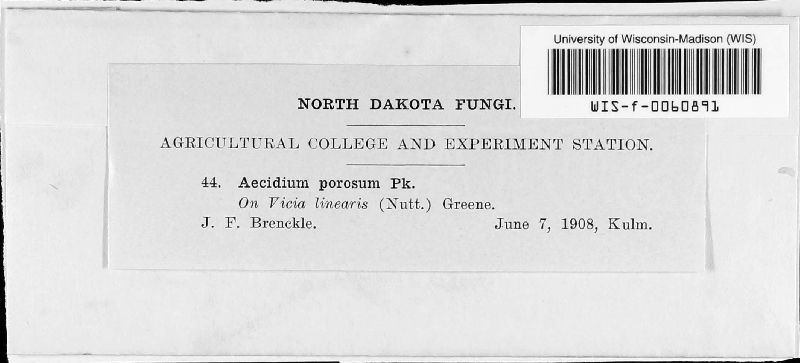 University of Wisconsin-Madison (WIS)
WIS-f-0060891
NORTH DAKOTA FUNGI.
AGRICULTURAL COLLEGE AND EXPERIMENT STATION.
44. Aecidium porosum Pk.
On Vicia linearis (Nutt.) Greene.
J. F. Brenckle. June 7, 1908, Kulm.